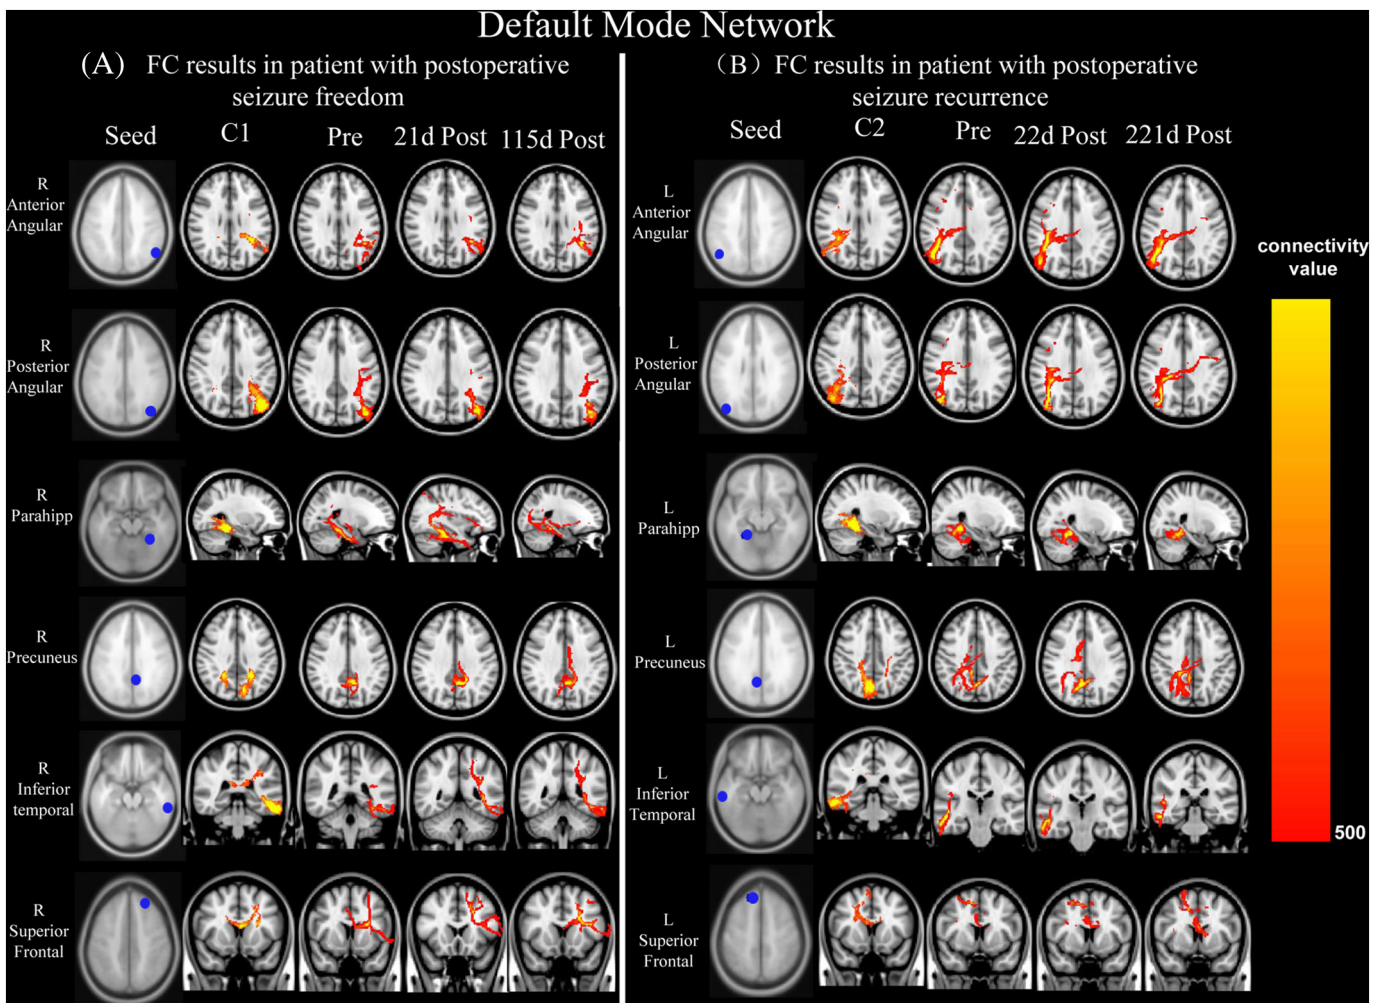 Default Mode Network
(A) FC results in patient with postoperative
seizure freedom
Seed C1 Pre 21d Post 115d Post
R
Anterior
Angular
R
Posterior
Angular
R
Parahipp
R
Precuneus
R
Inferior
temporal
R
Superior
Frontal
(B) FC results in patient with postoperative
seizure recurrence
Seed C2 Pre 22d Post 221d Post
L
Anterior
Angular
L
Posterior
Angular
L
Parahipp
L
Precuneus
L
Inferior
Temporal
L
Superior
Frontal
connectivity
value
500